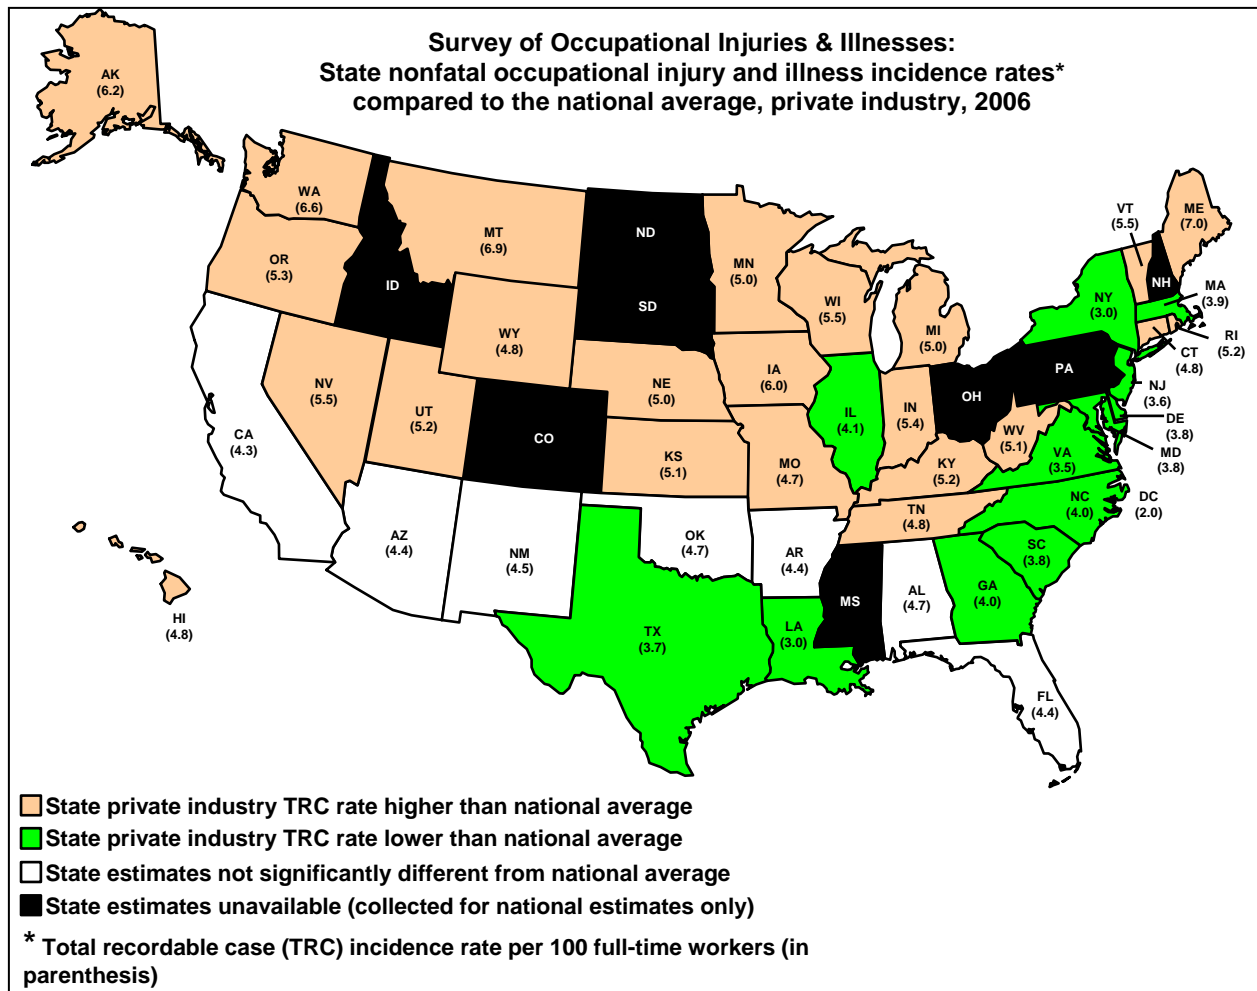 Survey of Occupational Injuries & Illnesses:
State nonfatal occupational injury and illness incidence rates*
compared to the national average, private industry, 2006
AK
(6.2)
WA
(6.6)
MT
(6.9)
ND
MN
(5.0)
VT
(5.5)
ME
(7.0)
OR
(5.3)
ID
SD
WI
(5.5)
MI
(5.0)
NY
(3.0)
NH
MA
(3.9)
RI
(5.2)
CT
(4.8)
WY
(4.8)
NV
(5.5)
UT
(5.2)
NE
(5.0)
IA
(6.0)
IL
(4.1)
IN
(5.4)
OH
PA
NJ
(3.6)
DE
(3.8)
MD
(3.8)
CA
(4.3)
CO
KS
(5.1)
MO
(4.7)
KY
(5.2)
WV
(5.1)
VA
(3.5)
DC
(2.0)
AZ
(4.4)
NM
(4.5)
OK
(4.7)
AR
(4.4)
TN
(4.8)
NC
(4.0)
SC
(3.8)
HI
(4.8)
TX
(3.7)
LA
(3.0)
MS
AL
(4.7)
GA
(4.0)
FL
(4.4)
State private industry TRC rate higher than national average
State private industry TRC rate lower than national average
State estimates not significantly different from national average
State estimates unavailable (collected for national estimates only)
* Total recordable case (TRC) incidence rate per 100 full-time workers (in
parenthesis)